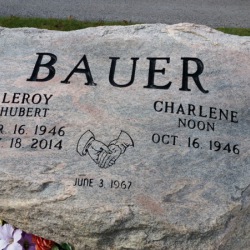 BAUER
LEROY
HUBERT
16 1946
18 2014
CHARLENE
NOON
OCT 16 1946
JUNE 3, 1967